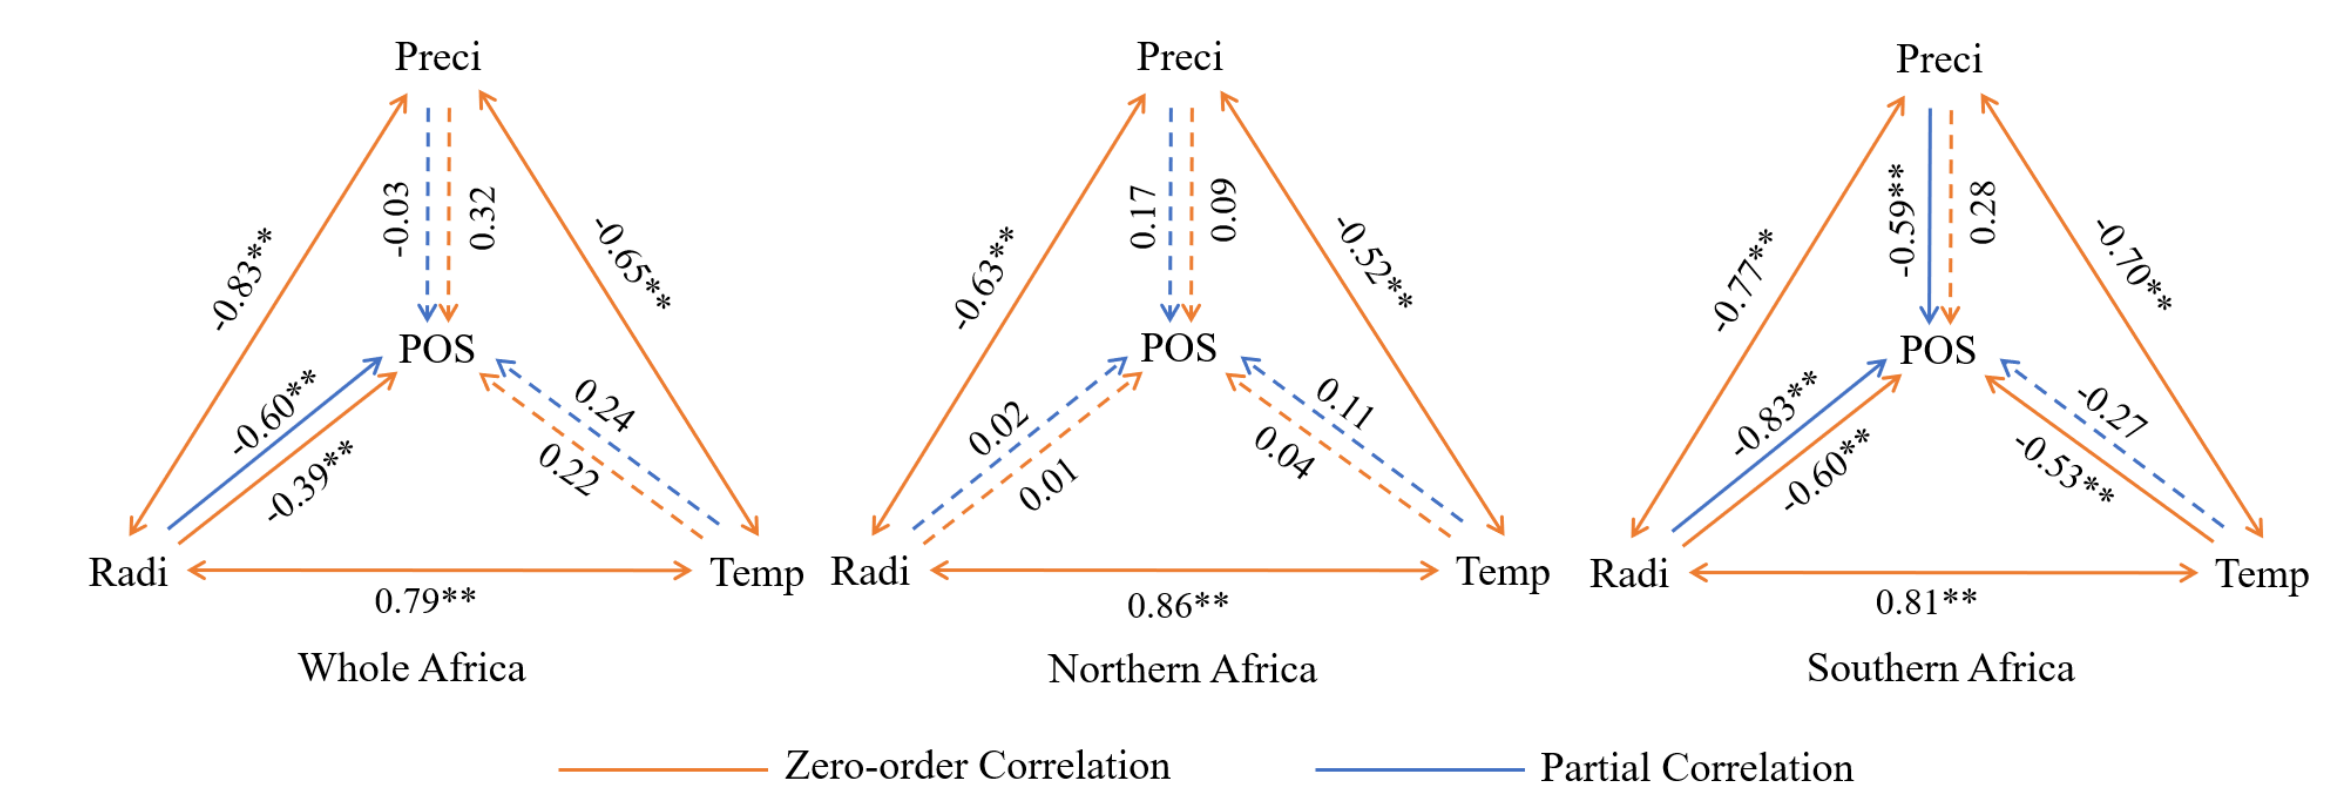 Preci
-0.83**
-0.03
0.32
-0.65**
POS
-0.60**
-0.39**
0.24
0.22
Radi
Temp
0.79**
Whole Africa
Preci
-0.63**
0.17
0.09
-0.52**
POS
0.02
0.01
0.11
0.04
Radi
Temp
0.86**
Northern Africa
Preci
-0.77**
-0.59**
0.28
-0.70**
POS
-0.83**
-0.60**
-0.27
-0.53**
Radi
Temp
0.81**
Southern Africa
Zero-order Correlation
Partial Correlation